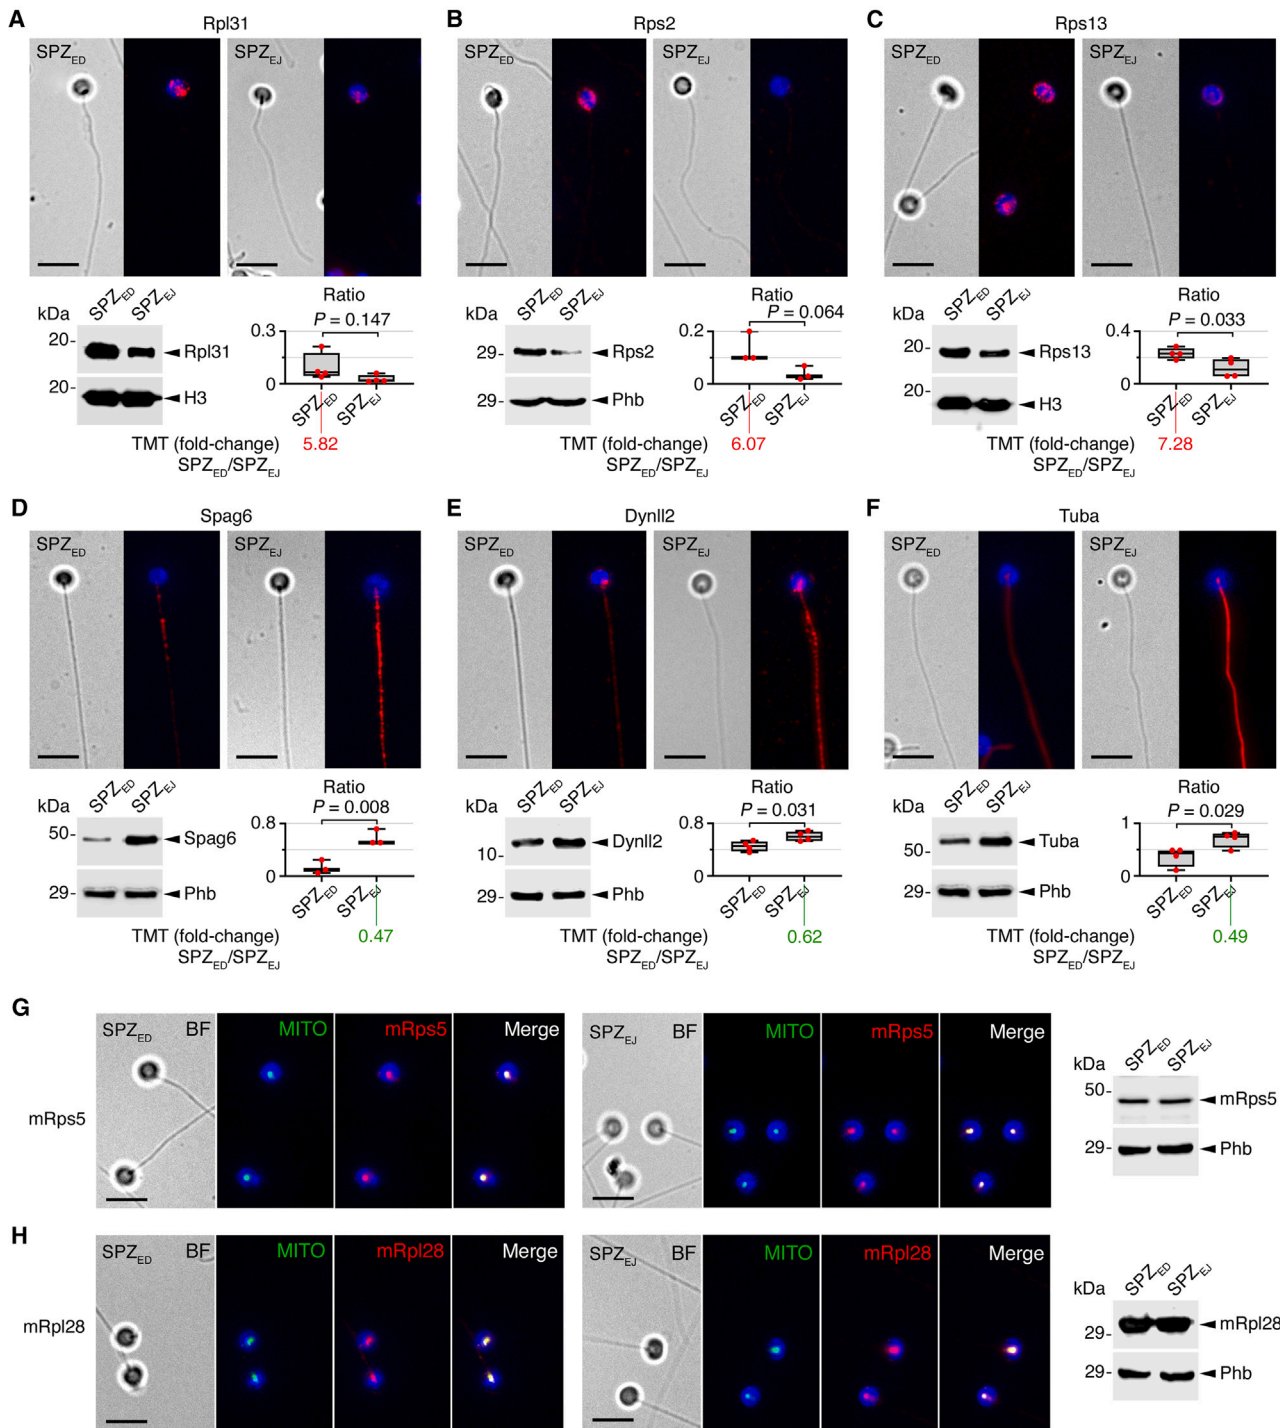 A
Rpl31
SPZED
SPZEJ
kDa
SPZED
SPZEJ
20-
Rpl31
20-
H3
Ratio
P = 0.147
0.3
0
SPZED
SPZEJ
TMT (fold-change)
SPZED/SPZEJ
5.82
B
Rps2
SPZED
SPZEJ
kDa
SPZED
SPZEJ
29-
Rps2
29-
Phb
Ratio
P = 0.064
0.2
0
SPZED
SPZEJ
TMT (fold-change)
SPZED/SPZEJ
6.07
C
Rps13
SPZED
SPZEJ
kDa
SPZED
SPZEJ
20-
Rps13
20-
H3
Ratio
P = 0.033
0.4
0
SPZED
SPZEJ
TMT (fold-change)
SPZED/SPZEJ
7.28
D
Spag6
SPZED
SPZEJ
kDa
SPZED
SPZEJ
50-
Spag6
29-
Phb
Ratio
P = 0.008
0.8
0
SPZED
SPZEJ
TMT (fold-change)
SPZED/SPZEJ
0.47
E
Dynll2
SPZED
SPZEJ
kDa
SPZED
SPZEJ
10-
Dynll2
29-
Phb
Ratio
P = 0.031
0.8
0
SPZED
SPZEJ
TMT (fold-change)
SPZED/SPZEJ
0.62
F
Tuba
SPZED
SPZEJ
kDa
SPZED
SPZEJ
50-
Tuba
29-
Phb
Ratio
P = 0.029
1
0
SPZED
SPZEJ
TMT (fold-change)
SPZED/SPZEJ
0.49
G
mRps5
SPZED BF
MITO
mRps5
Merge
SPZEJ BF
MITO
mRps5
Merge
kDa
SPZED
SPZEJ
50-
mRps5
29-
Phb
H
mRpl28
SPZED BF
MITO
mRpl28
Merge
SPZEJ BF
MITO
mRpl28
Merge
kDa
SPZED
SPZEJ
29-
mRpl28
29-
Phb